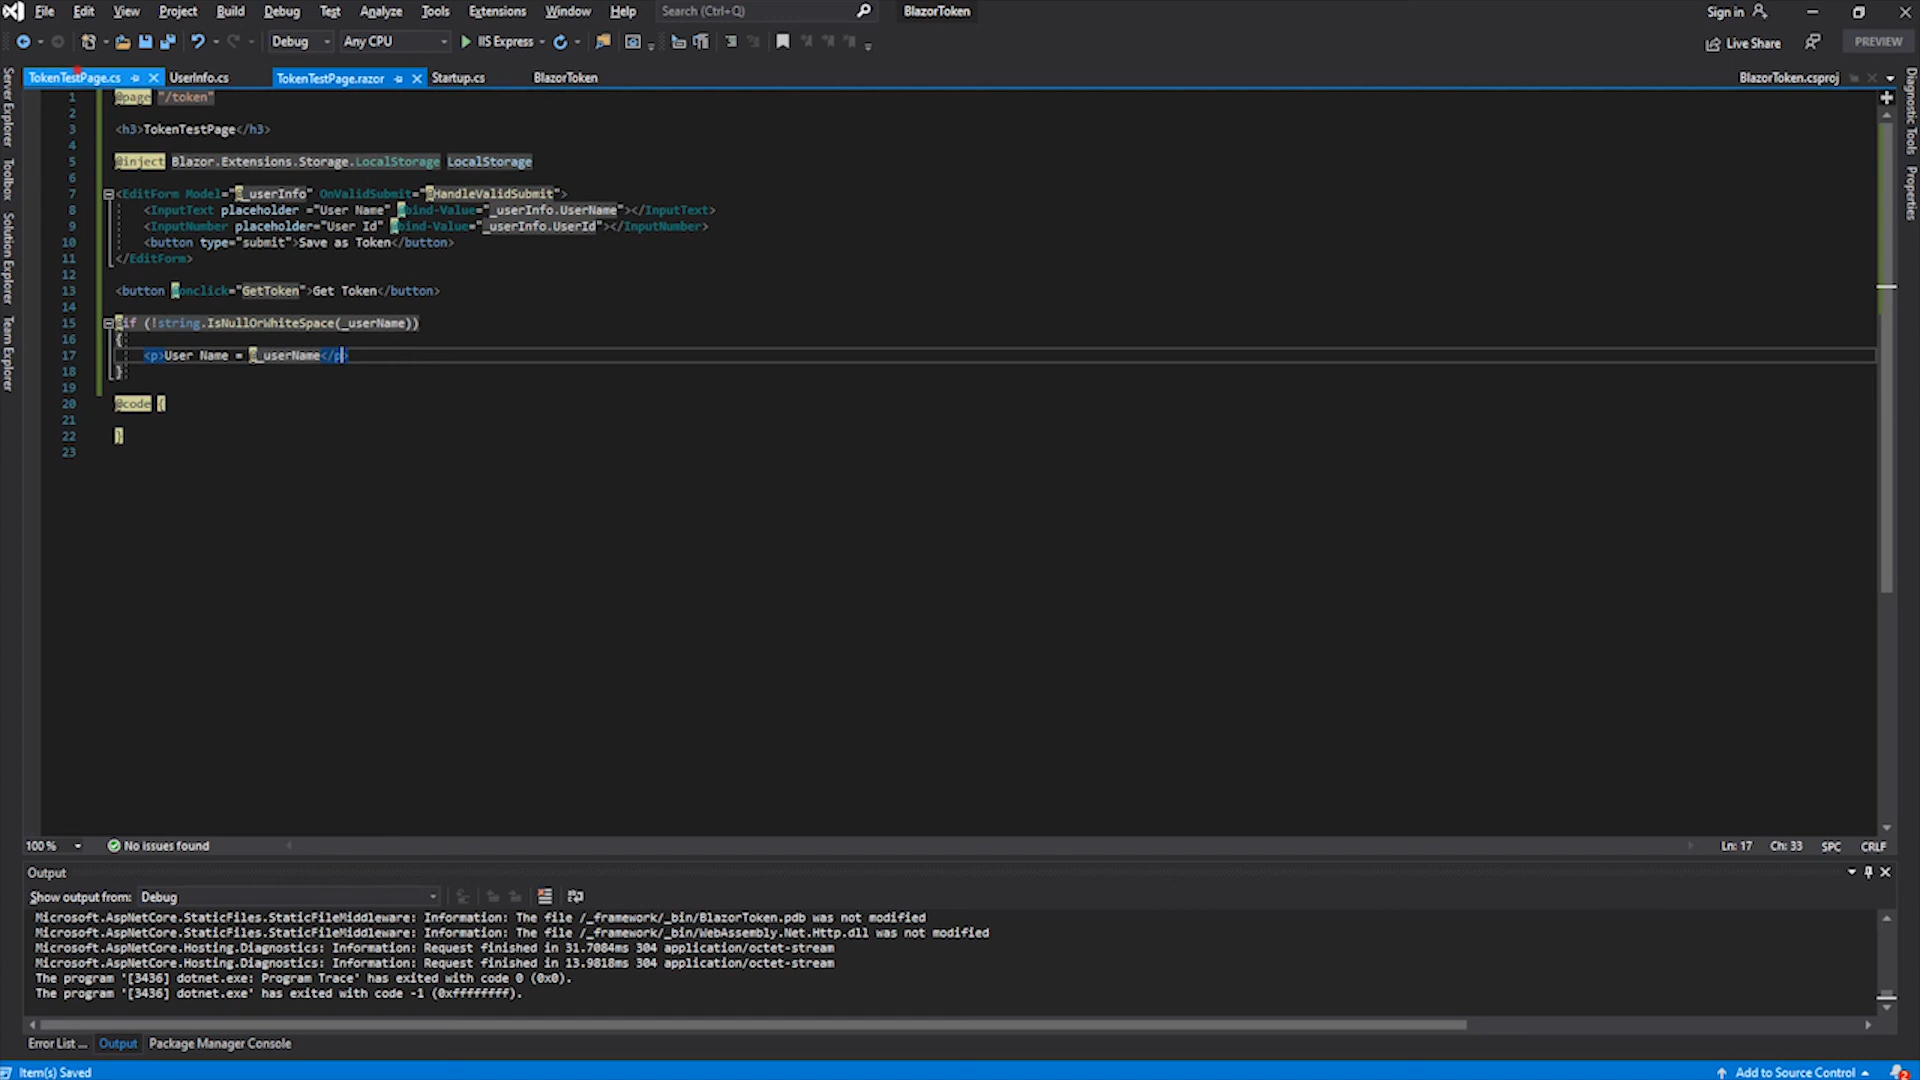 File Edit View Project Build Debug Test Analyze Tools Extensions Window Help Search (Ctrl+Q) BlazorToken Sign in
Debug Any CPU IIS Express Live Share PREVIEW
TokenTestPage.cs UserInfo.cs TokenTestPage.razor Startup.cs BlazorToken BlazorToken.csproj
Server Explorer
Toolbox
Solution Explorer
Team Explorer
Diagnostic Tools
Properties
1 @page "/token"
2
3 <h3>TokenTestPage</h3>
4
5 @inject Blazor.Extensions.Storage.LocalStorage LocalStorage
6
7 <EditForm Model="@_userInfo" OnValidSubmit="@HandleValidSubmit">
8 <InputText placeholder ="User Name" @bind-Value="_userInfo.UserName"></InputText>
9 <InputNumber placeholder="User Id" @bind-Value="_userInfo.UserId"></InputNumber>
10 <button type="submit">Save as Token</button>
11 </EditForm>
12
13 <button @onclick="GetToken">Get Token</button>
14
15 @if (!string.IsNullOrWhiteSpace(_userName))
16 {
17 <p>User Name = @_userName</p>
18 }
19
20 @code {
21
22 }
23
100 % No issues found Ln: 17 Ch: 33 SPC CRLF
Output
Show output from: Debug
Microsoft.AspNetCore.StaticFiles.StaticFileMiddleware: Information: The file /_framework/_bin/BlazorToken.pdb was not modified
Microsoft.AspNetCore.StaticFiles.StaticFileMiddleware: Information: The file /_framework/_bin/WebAssembly.Net.Http.dll was not modified
Microsoft.AspNetCore.Hosting.Diagnostics: Information: Request finished in 31.7084ms 304 application/octet-stream
Microsoft.AspNetCore.Hosting.Diagnostics: Information: Request finished in 13.9818ms 304 application/octet-stream
The program '[3436] dotnet.exe: Program Trace' has exited with code 0 (0x0).
The program '[3436] dotnet.exe' has exited with code -1 (0xffffffff).
Error List ... Output Package Manager Console
Item(s) Saved Add to Source Control 2